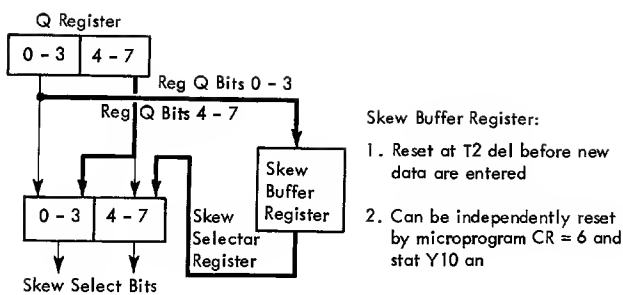 Q Register
0 - 3 4 - 7
Reg Q Bits 0 - 3
Reg Q Bits 4 - 7
Skew Buffer Register:
1. Reset at T2 del before new
data are entered
2. Can be independently reset
by microprogram CR = 6 and
stat Y10 an
Skew
Buffer
Register
0 - 3 4 - 7
Skew
Selectar
Register
Skew Select Bits